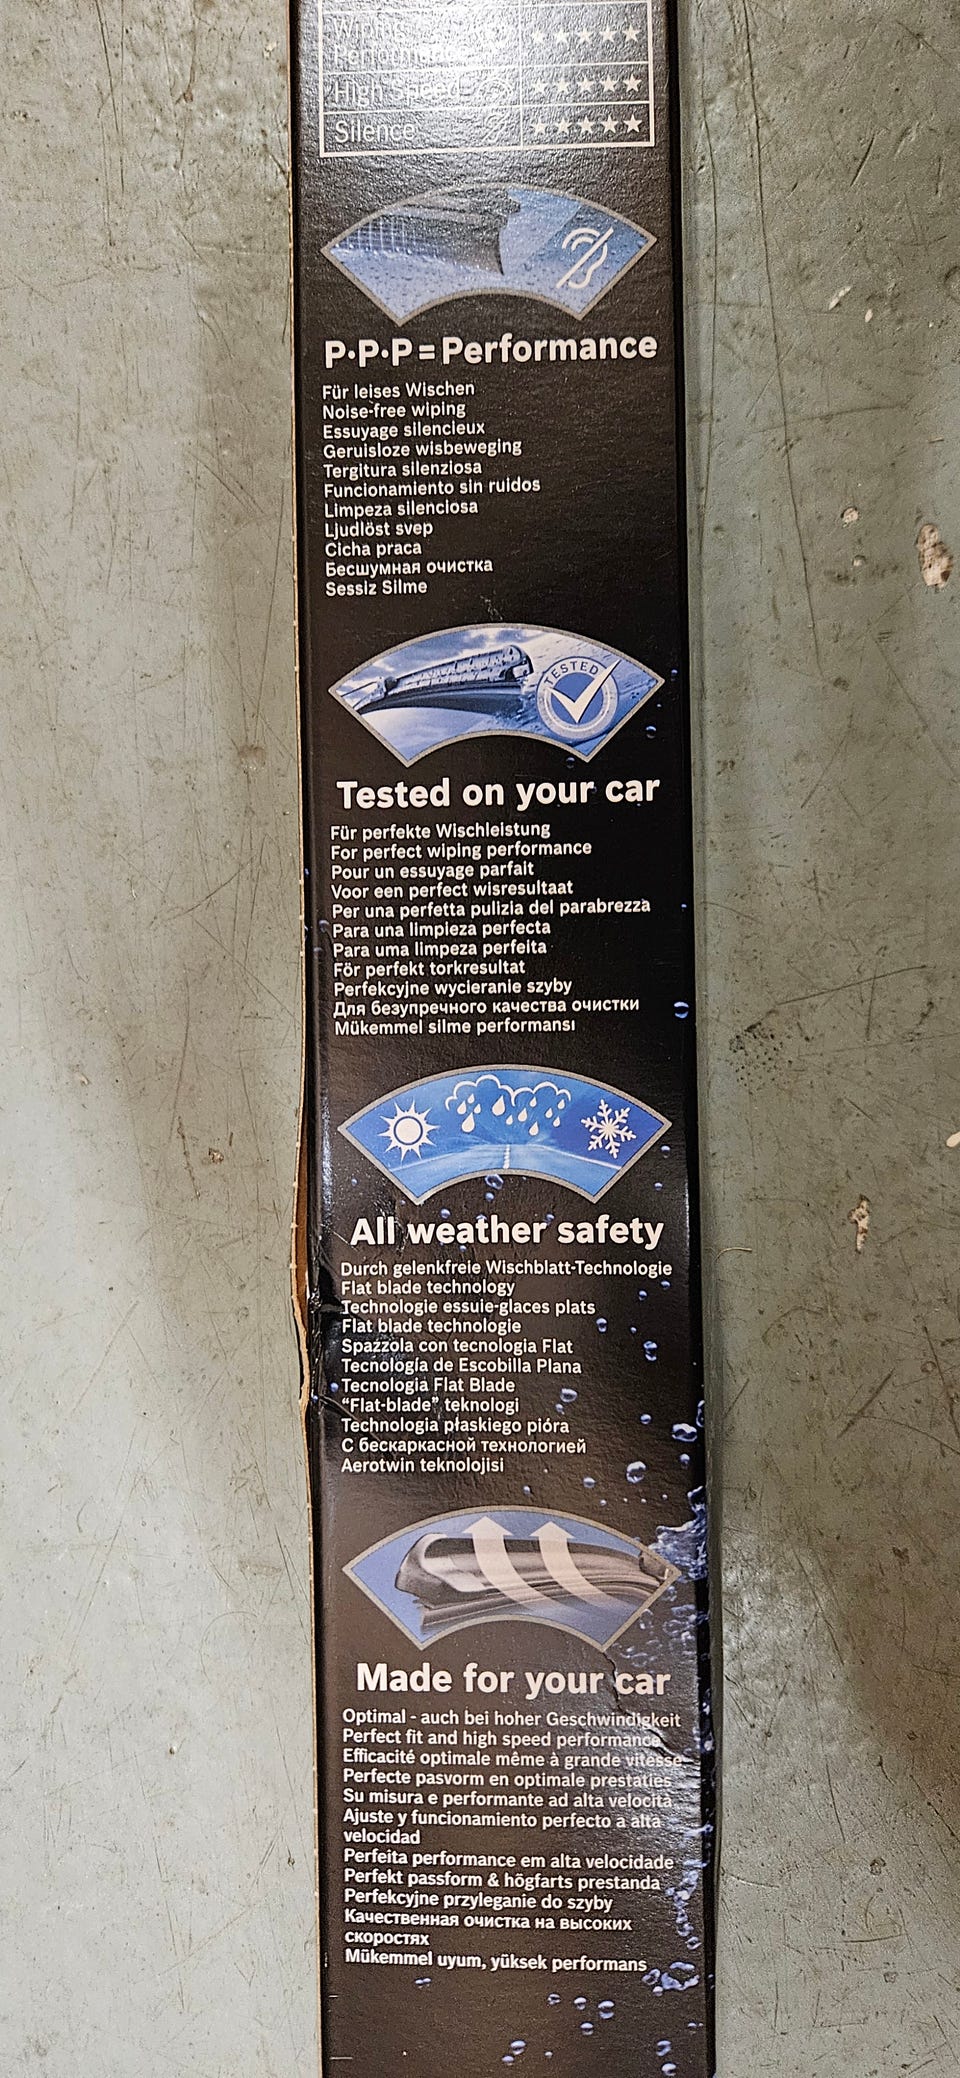 Wiping
Performance
High Speed
Silence
P·P·P = Performance
Für leises Wischen
Noise-free wiping
Essuyage silencieux
Geruisloze wisbeweging
Tergitura silenziosa
Funcionamiento sin ruidos
Limpeza silenciosa
Ljudlöst svep
Cicha praca
Бесшумная очистка
Sessiz Silme
TESTED
Tested on your car
Für perfekte Wischleistung
For perfect wiping performance
Pour un essuyage parfait
Voor een perfect wisresultaat
Per una perfetta pulizia del parabrezza
Para una limpieza perfecta
Para uma limpeza perfeita
För perfekt torkresultat
Perfekcyjne wycieranie szyby
Для безупречного качества очистки
Mükemmel silme performansı
All weather safety
Durch gelenkfreie Wischblatt-Technologie
Flat blade technology
Technologie essuie-glaces plats
Flat blade technologie
Spazzola con tecnologia Flat
Tecnología de Escobilla Plana
Tecnologia Flat Blade
“Flat-blade” teknologi
Technologia płaskiego pióra
С бескаркасной технологией
Aerotwin teknolojisi
Made for your car
Optimal - auch bei hoher Geschwindigkeit
Perfect fit and high speed performance
Efficacité optimale même à grande vitesse
Perfecte pasvorm en optimale prestaties
Su misura e performante ad alta velocità
Ajuste y funcionamiento perfecto a alta
velocidad
Perfeita performance em alta velocidade
Perfekt passform & högfarts prestanda
Perfekcyjne przyleganie do szyby
Качественная очистка на высоких
скоростях
Mükemmel uyum, yüksek performans